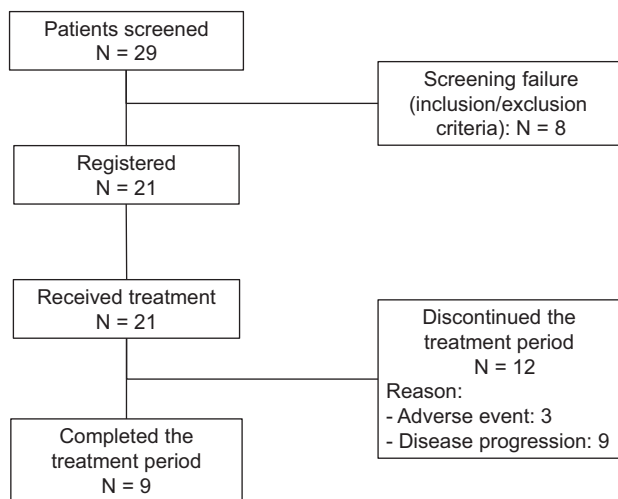 Patients screened
N = 29
Screening failure
(inclusion/exclusion
criteria): N = 8
Registered
N = 21
Received treatment
N = 21
Discontinued the
treatment period
N = 12
Reason:
- Adverse event: 3
- Disease progression: 9
Completed the
treatment period
N = 9